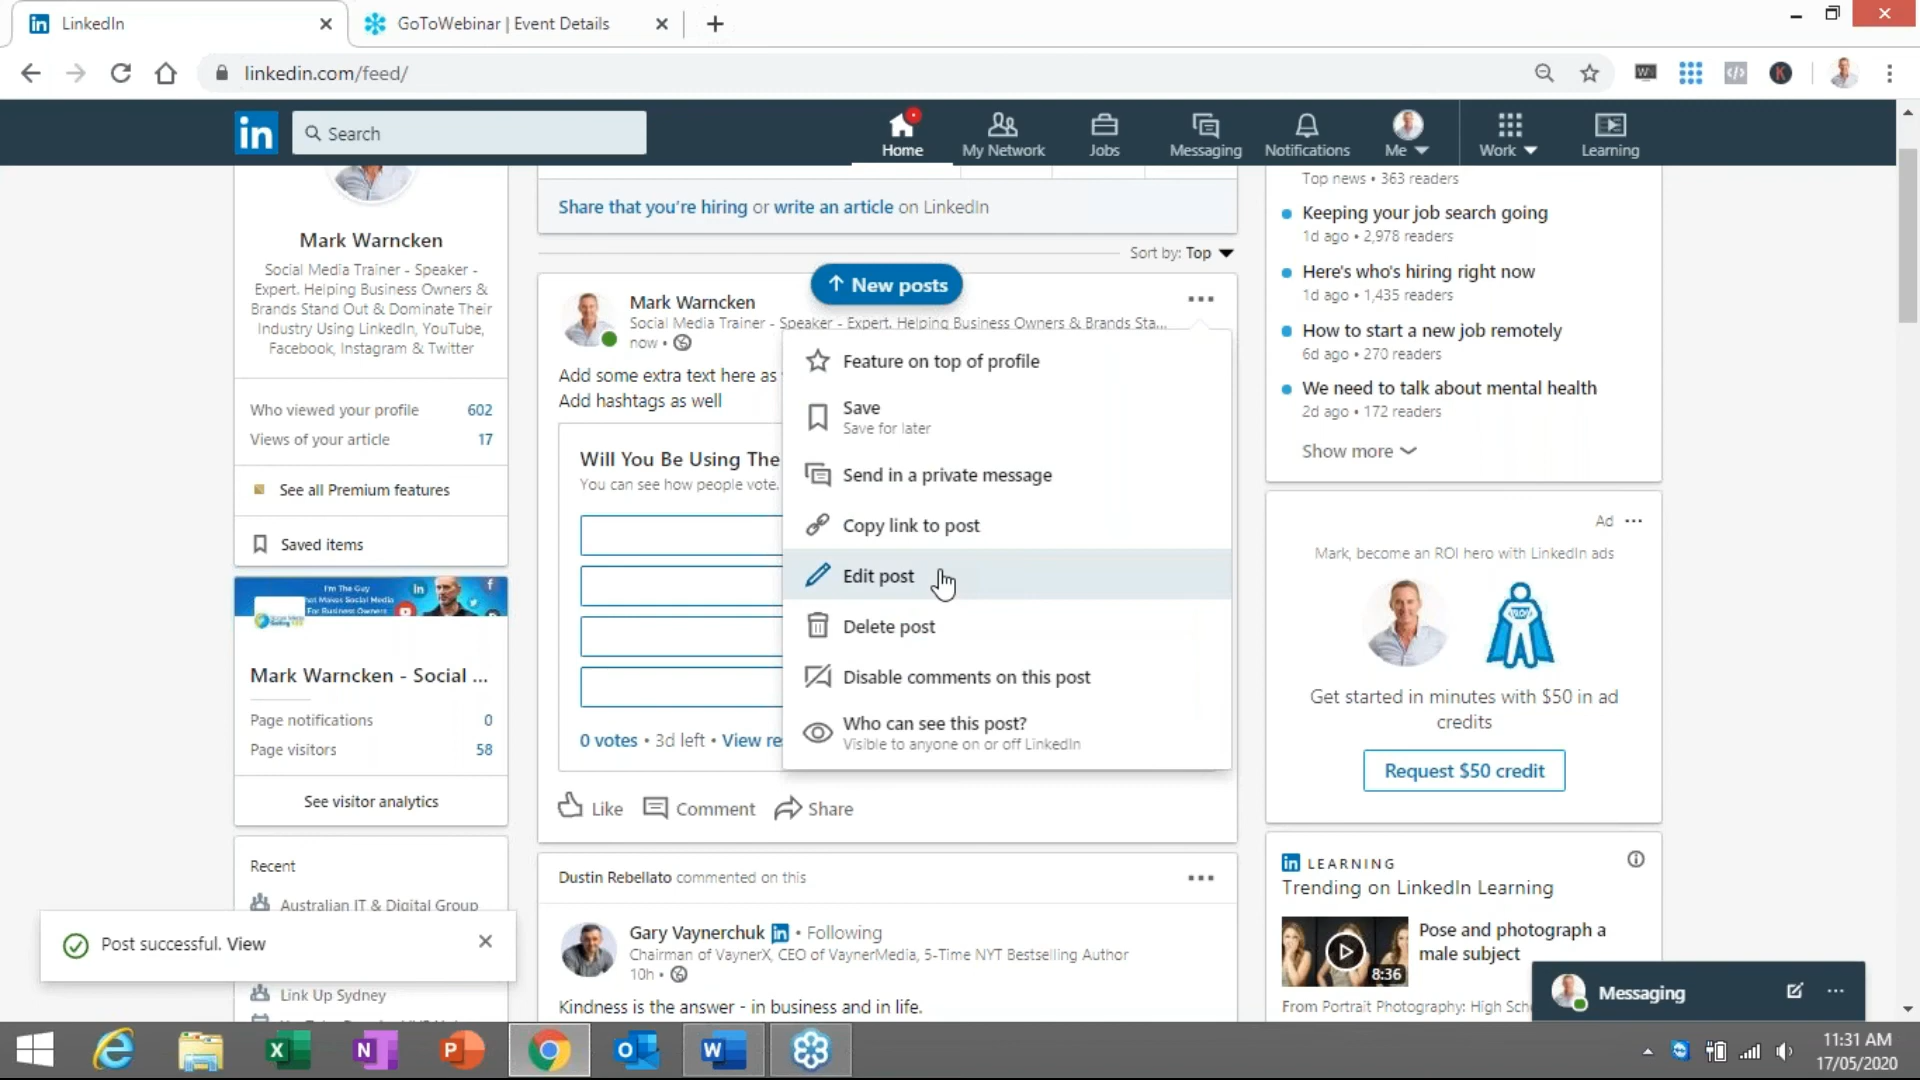 LinkedIn
GoToWebinar | Event Details
linkedin.com/feed/
in
Search
Home
My Network
Jobs
Messaging
Notifications
Me
Work
Learning
Mark Warncken
Social Media Trainer - Speaker -
Expert. Helping Business Owners &
Brands Stand Out & Dominate Their
Industry Using LinkedIn, YouTube,
Facebook, Instagram & Twitter
Who viewed your profile 602
Views of your article 17
See all Premium features
Saved items
I'm The Guy
That Makes Social Media
For Business Owners
Mark Warncken - Social ...
Page notifications 0
Page visitors 58
See visitor analytics
Recent
Australian IT & Digital Group
Link Up Sydney
Post successful. View
Share that you're hiring or write an article on LinkedIn
Sort by: Top
New posts
Mark Warncken
Social Media Trainer - Speaker - Expert. Helping Business Owners & Brands Sta...
now •
Add some extra text here as
Add hashtags as well
Will You Be Using The
You can see how people vote.
0 votes • 3d left • View re
Feature on top of profile
Save
Save for later
Send in a private message
Copy link to post
Edit post
Delete post
Disable comments on this post
Who can see this post?
Visible to anyone on or off LinkedIn
Like
Comment
Share
Dustin Rebellato commented on this
Gary Vaynerchuk in • Following
Chairman of VaynerX, CEO of VaynerMedia, 5-Time NYT Bestselling Author
10h •
Kindness is the answer - in business and in life.
Top news • 363 readers
Keeping your job search going
1d ago • 2,978 readers
Here's who's hiring right now
1d ago • 1,435 readers
How to start a new job remotely
6d ago • 270 readers
We need to talk about mental health
2d ago • 172 readers
Show more
Ad
Mark, become an ROI hero with LinkedIn ads
ROI
Get started in minutes with $50 in ad
credits
Request $50 credit
in LEARNING
Trending on LinkedIn Learning
Pose and photograph a
male subject
8:36
From Portrait Photography: High Sch
Messaging
11:31 AM
17/05/2020